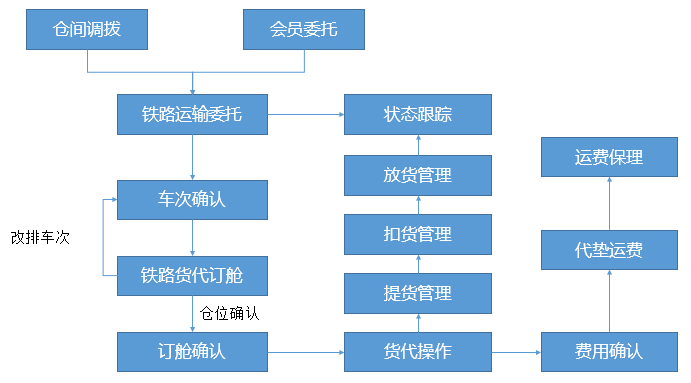 仓间调拨
会员委托
铁路运输委托
状态跟踪
放货管理
运费保理
车次确认
改排车次
扣货管理
代垫运费
铁路货代订舱
提货管理
仓位确认
订舱确认
货代操作
费用确认